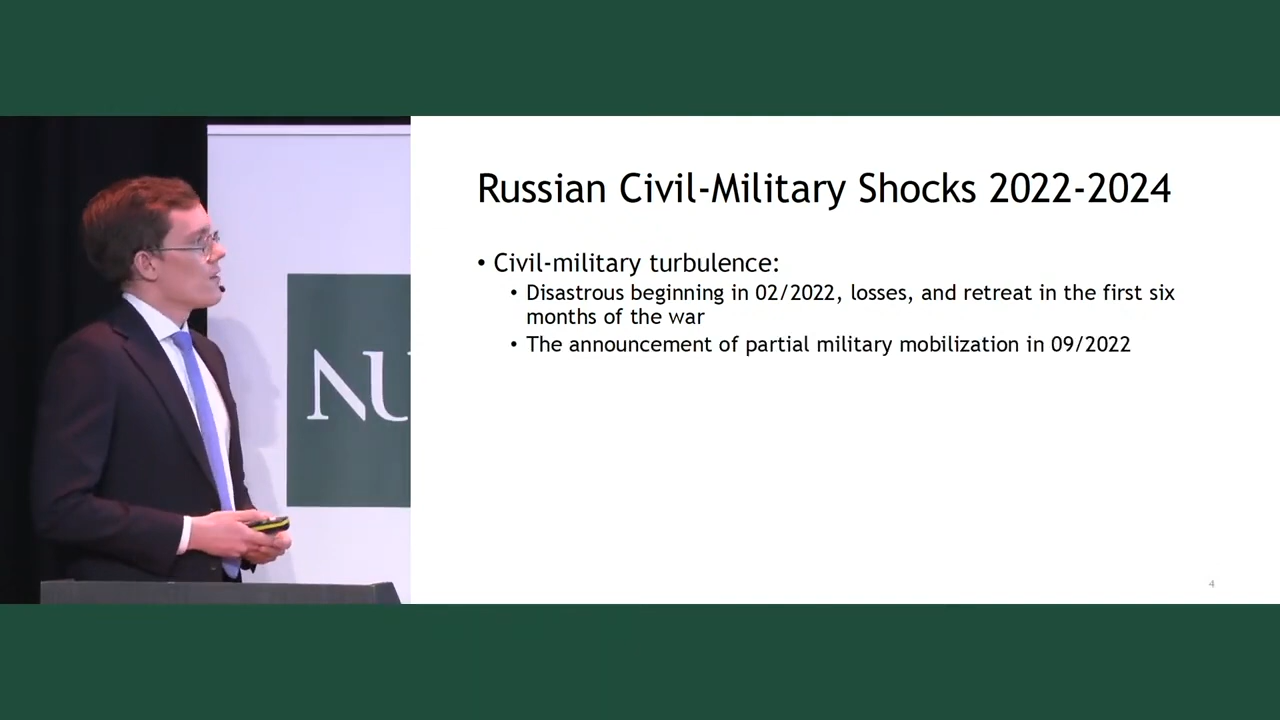 Russian Civil-Military Shocks 2022-2024
• Civil-military turbulence:
• Disastrous beginning in 02/2022, losses, and retreat in the first six
months of the war
• The announcement of partial military mobilization in 09/2022
NU
4